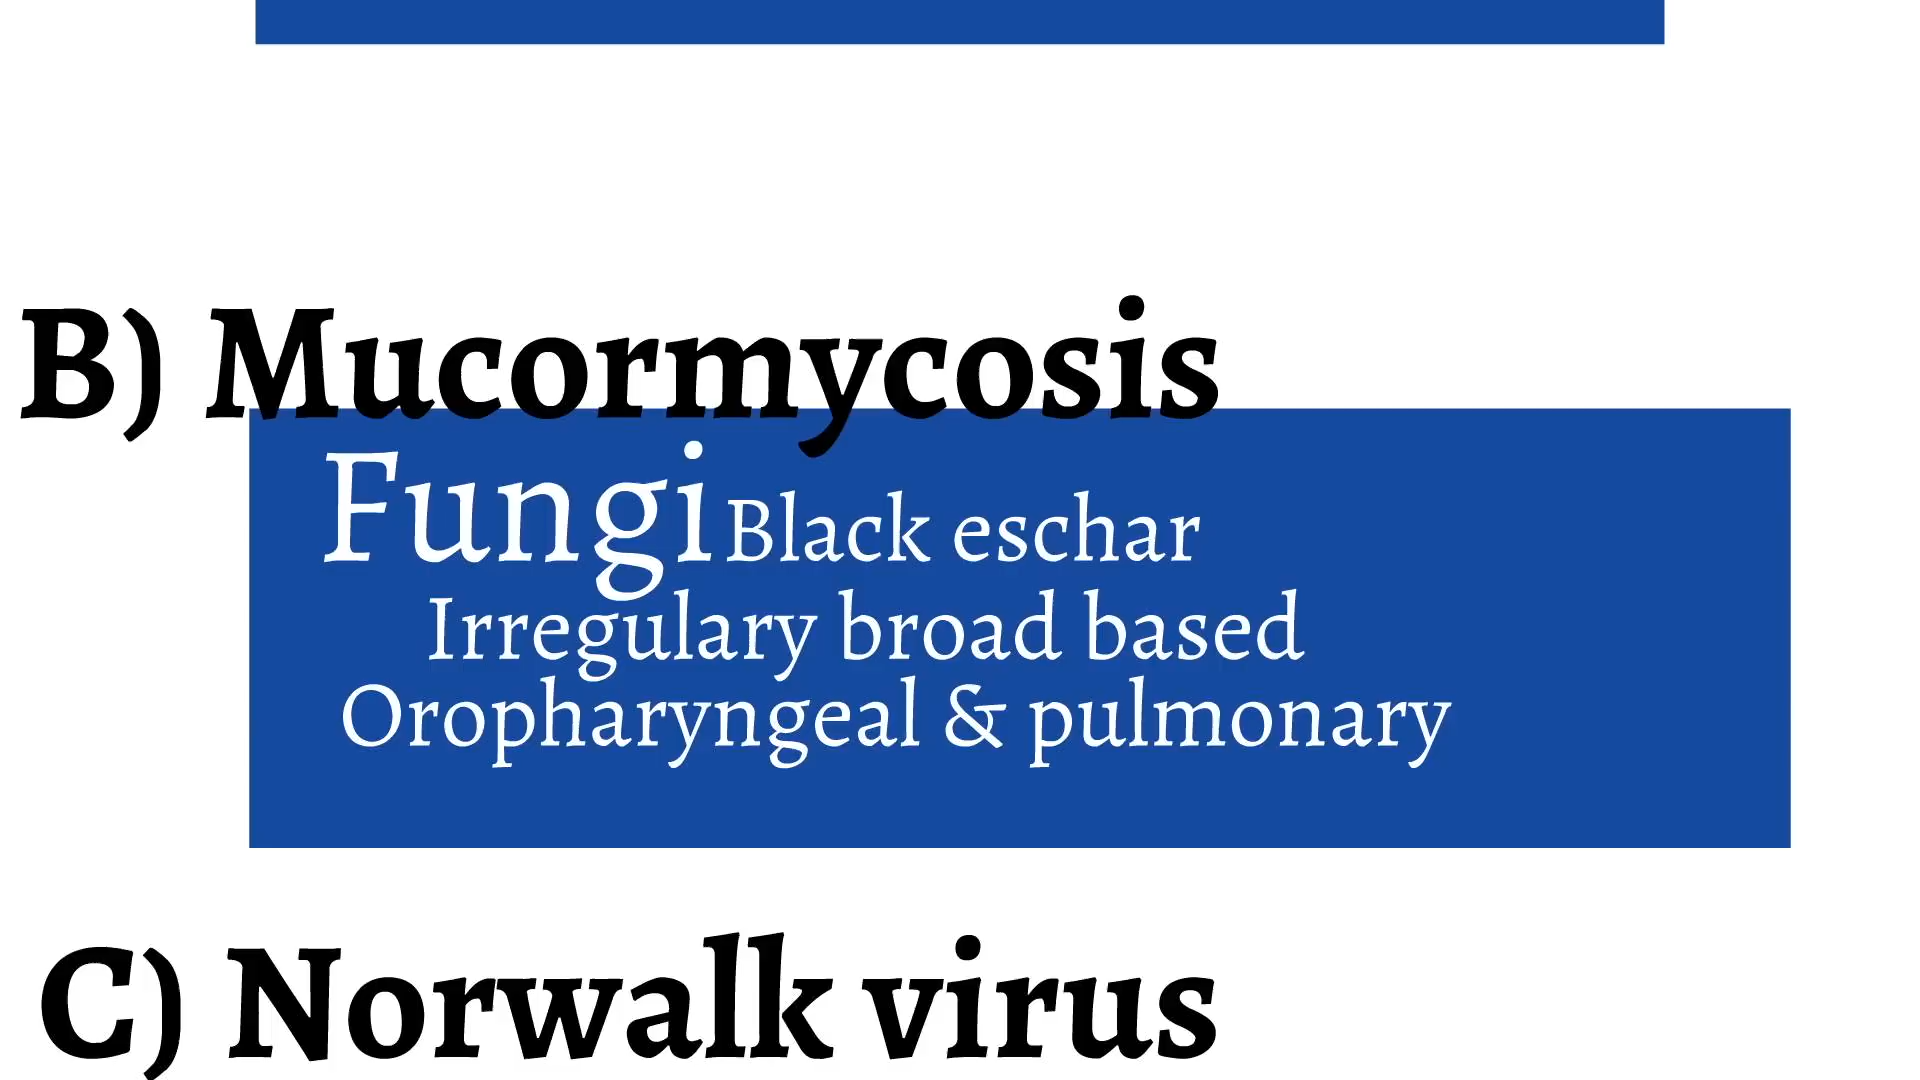 B) Mucormycosis
Fungi Black eschar
Irregulary broad based
Oropharyngeal & pulmonary
C) Norwalk virus